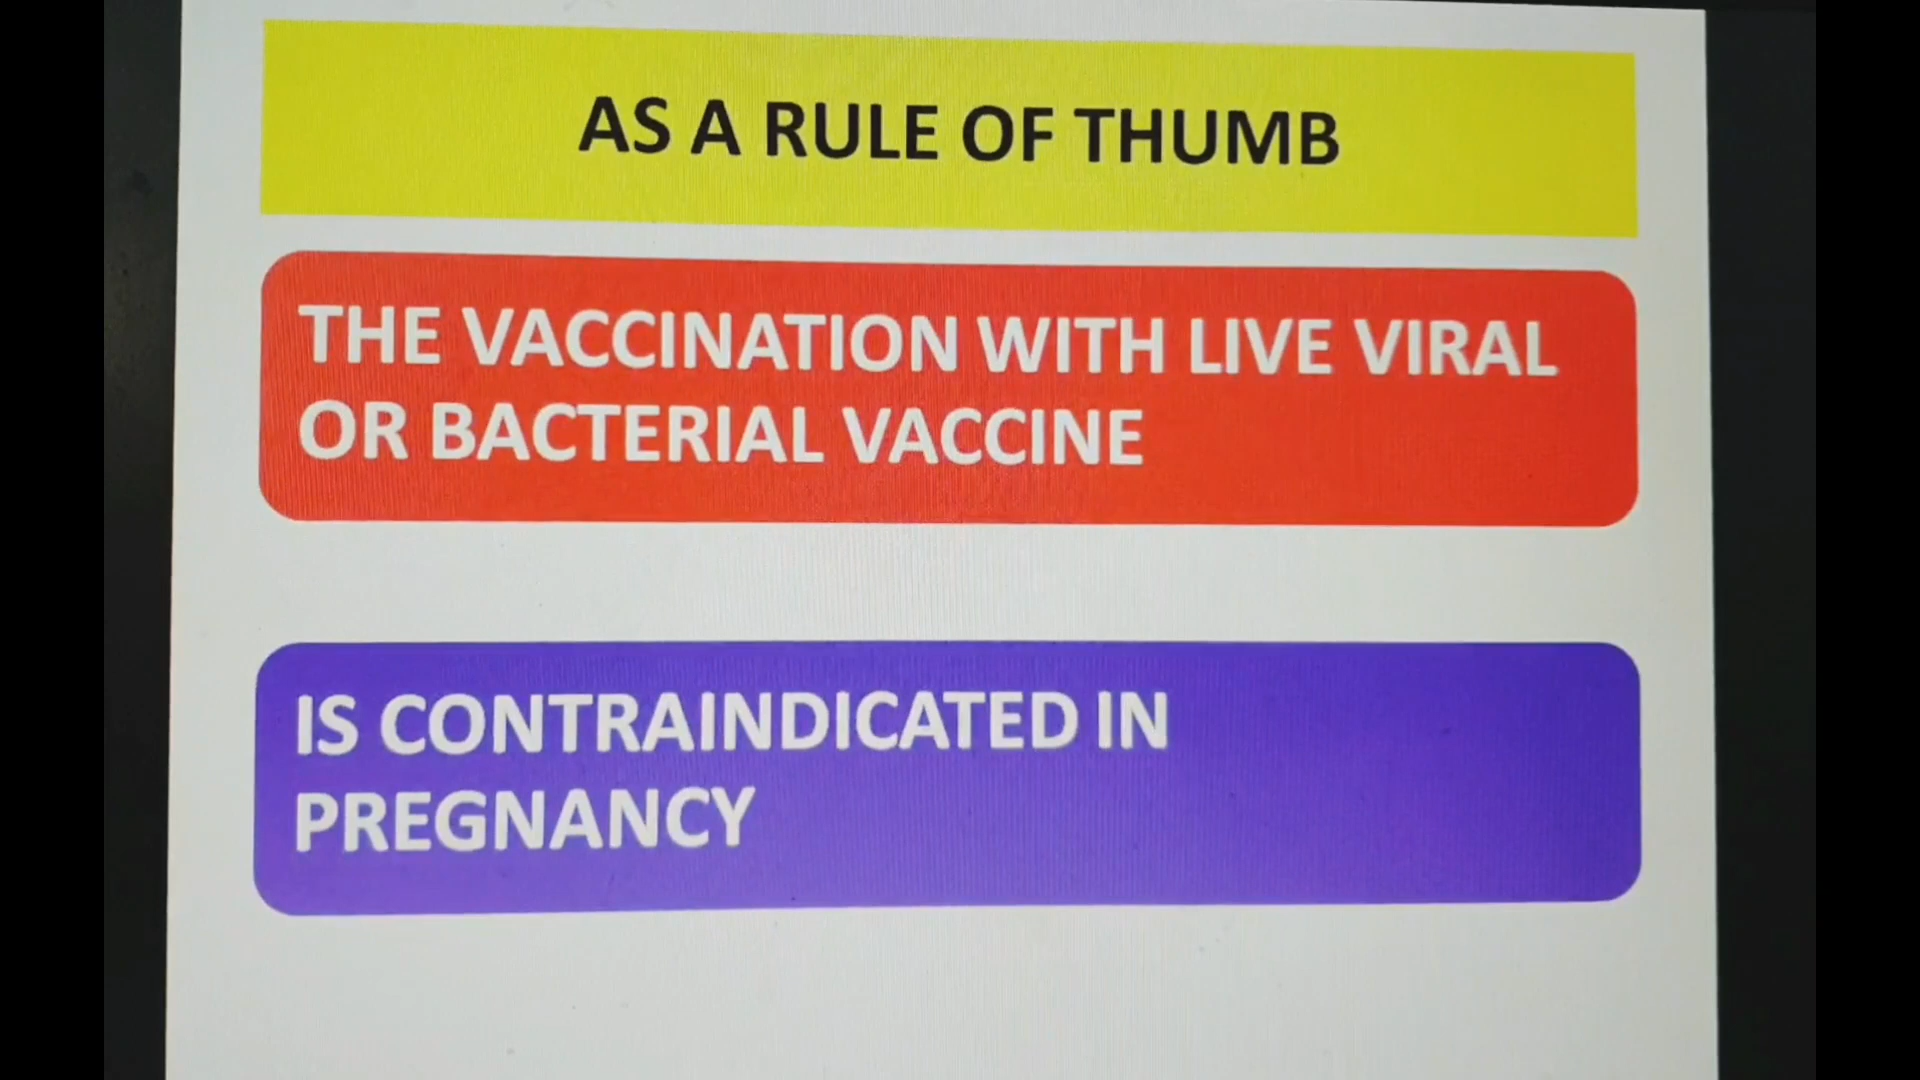 AS A RULE OF THUMB
THE VACCINATION WITH LIVE VIRAL
OR BACTERIAL VACCINE
IS CONTRAINDICATED IN
PREGNANCY